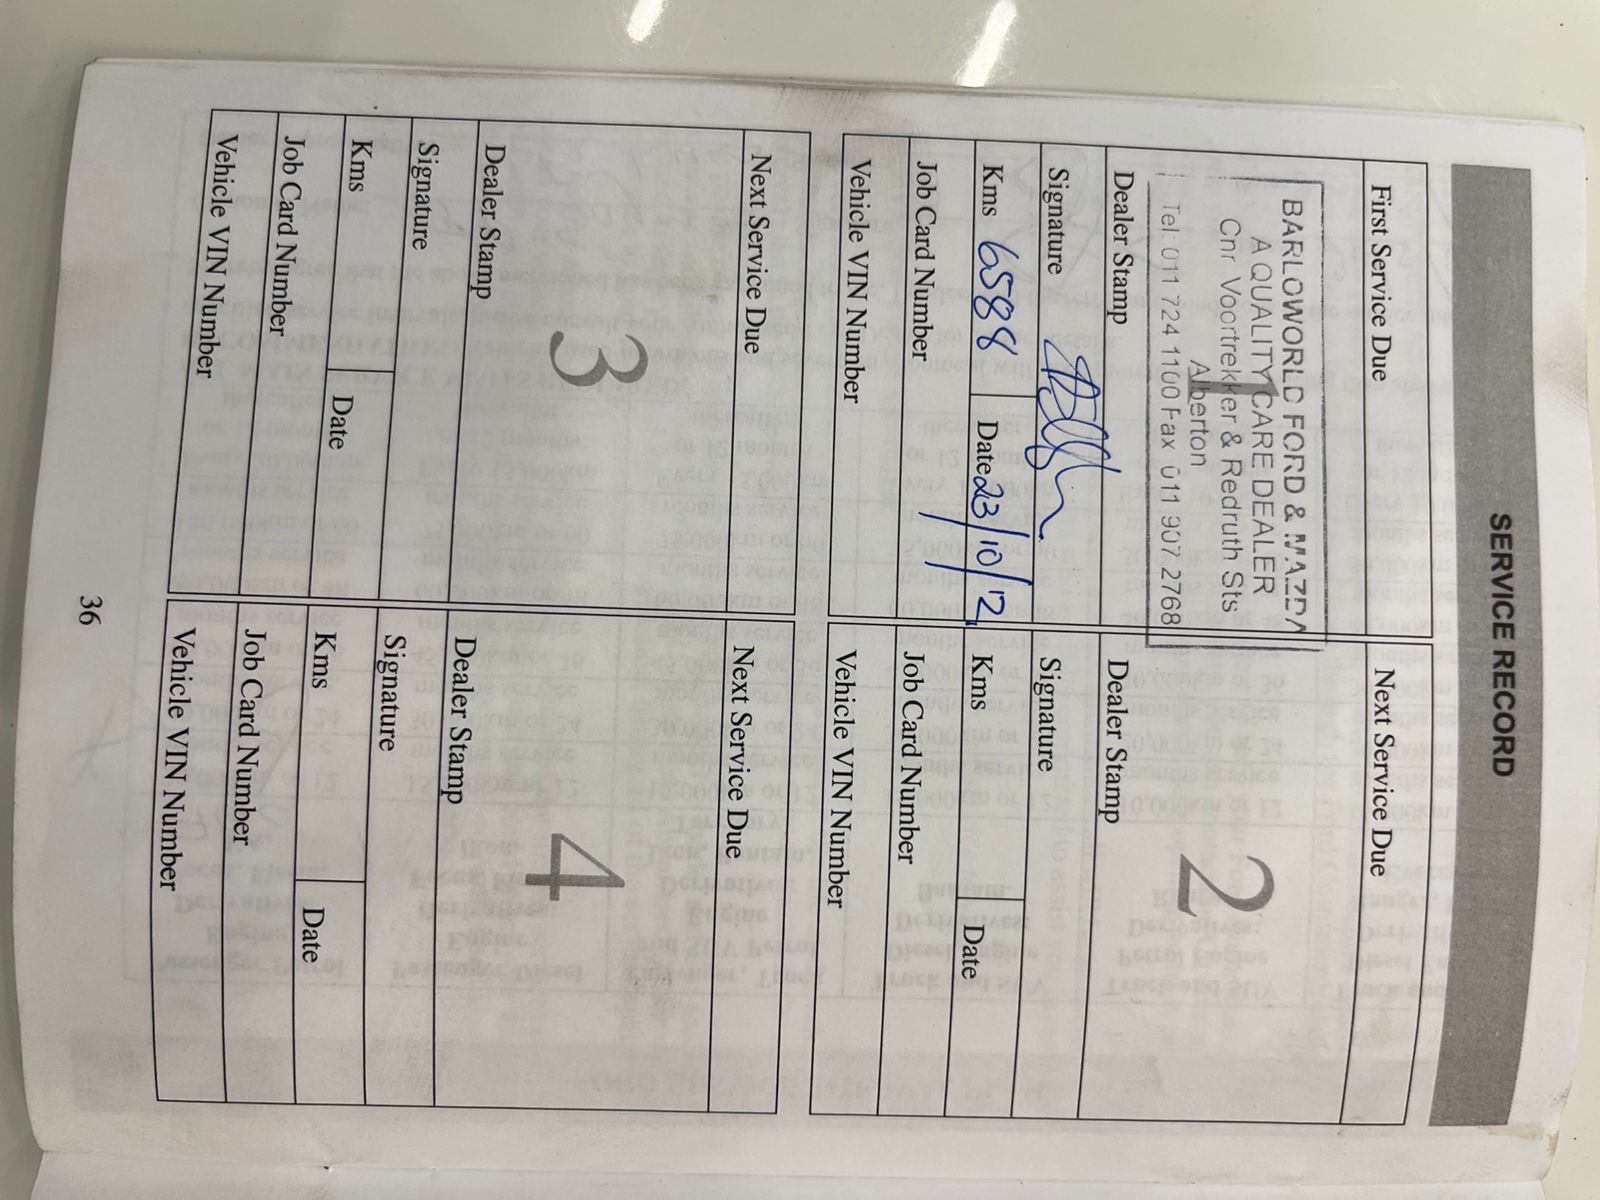 SERVICE RECORD
First Service Due
BARLOWORLD FORD & MAZDA
A QUALITY CARE DEALER
Cnr Voortrekker & Redruth Sts
Alberton
Tel: 011 724 1100 Fax 011 907 2768
1
Dealer Stamp
Signature
Kms 6588 Date 23/10/12
Job Card Number
Vehicle VIN Number
Next Service Due
2
Dealer Stamp
Signature
Kms Date
Job Card Number
Vehicle VIN Number
Next Service Due
3
Dealer Stamp
Signature
Kms Date
Job Card Number
Vehicle VIN Number
Next Service Due
4
Dealer Stamp
Signature
Kms Date
Job Card Number
Vehicle VIN Number
36